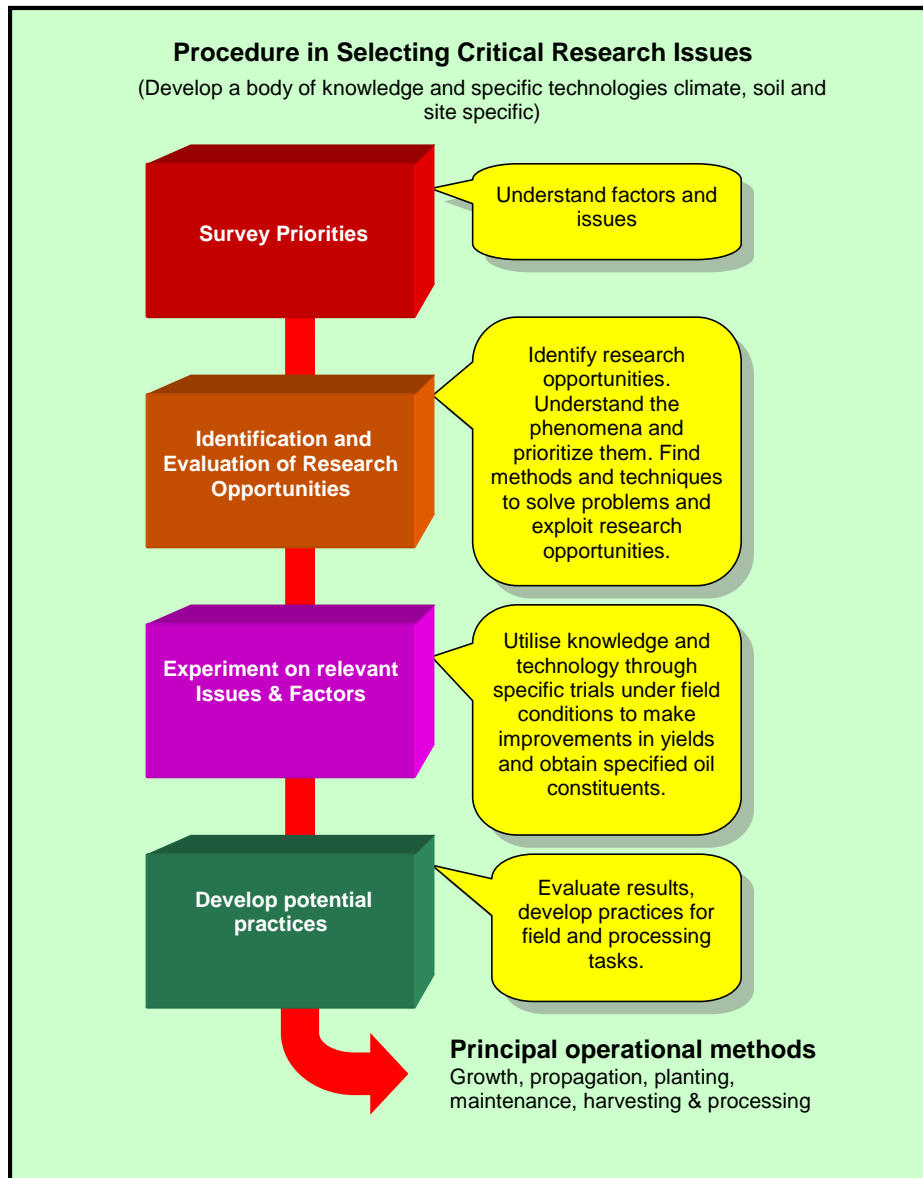 Procedure in Selecting Critical Research Issues
(Develop a body of knowledge and specific technologies climate, soil and
site specific)
Survey Priorities
Understand factors and
issues
Identification and
Evaluation of Research
Opportunities
Identify research
opportunities.
Understand the
phenomena and
prioritize them. Find
methods and techniques
to solve problems and
exploit research
opportunities.
Experiment on relevant
Issues & Factors
Utilise knowledge and
technology through
specific trials under field
conditions to make
improvements in yields
and obtain specified oil
constituents.
Develop potential
practices
Evaluate results,
develop practices for
field and processing
tasks.
Principal operational methods
Growth, propagation, planting,
maintenance, harvesting & processing